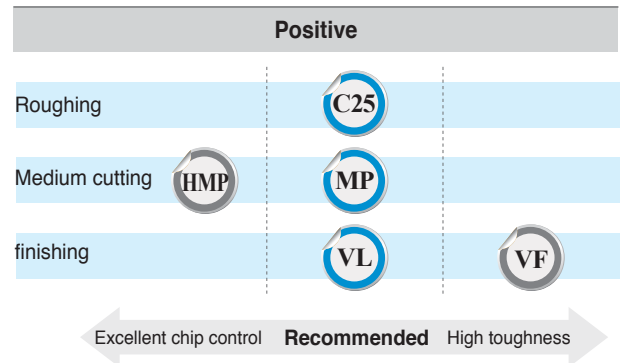 Positive
Roughing
C25
Medium cutting
HMP
MP
finishing
VL
VF
Excellent chip control Recommended High toughness